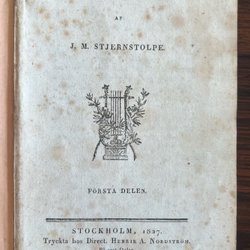 AF
J. M. STJERNSTOLPE.
FÖRSTA DELEN.
STOCKHOLM, 1827.
Tryckta hos Direct. HENRIK A. NORDSTRÖM.